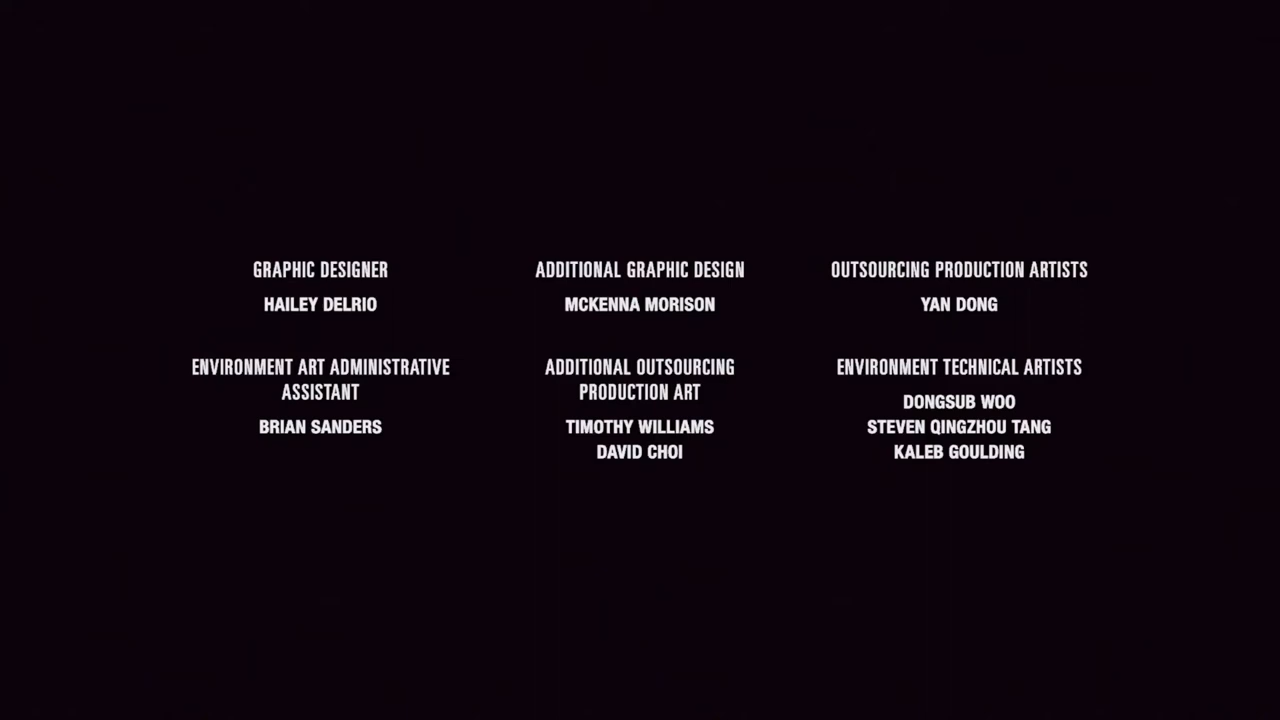 GRAPHIC DESIGNER
HAILEY DELRIO
ADDITIONAL GRAPHIC DESIGN
MCKENNA MORISON
OUTSOURCING PRODUCTION ARTISTS
YAN DONG
ENVIRONMENT ART ADMINISTRATIVE
ASSISTANT
BRIAN SANDERS
ADDITIONAL OUTSOURCING
PRODUCTION ART
TIMOTHY WILLIAMS
DAVID CHOI
ENVIRONMENT TECHNICAL ARTISTS
DONGSUB WOO
STEVEN QINGZHOU TANG
KALEB GOULDING